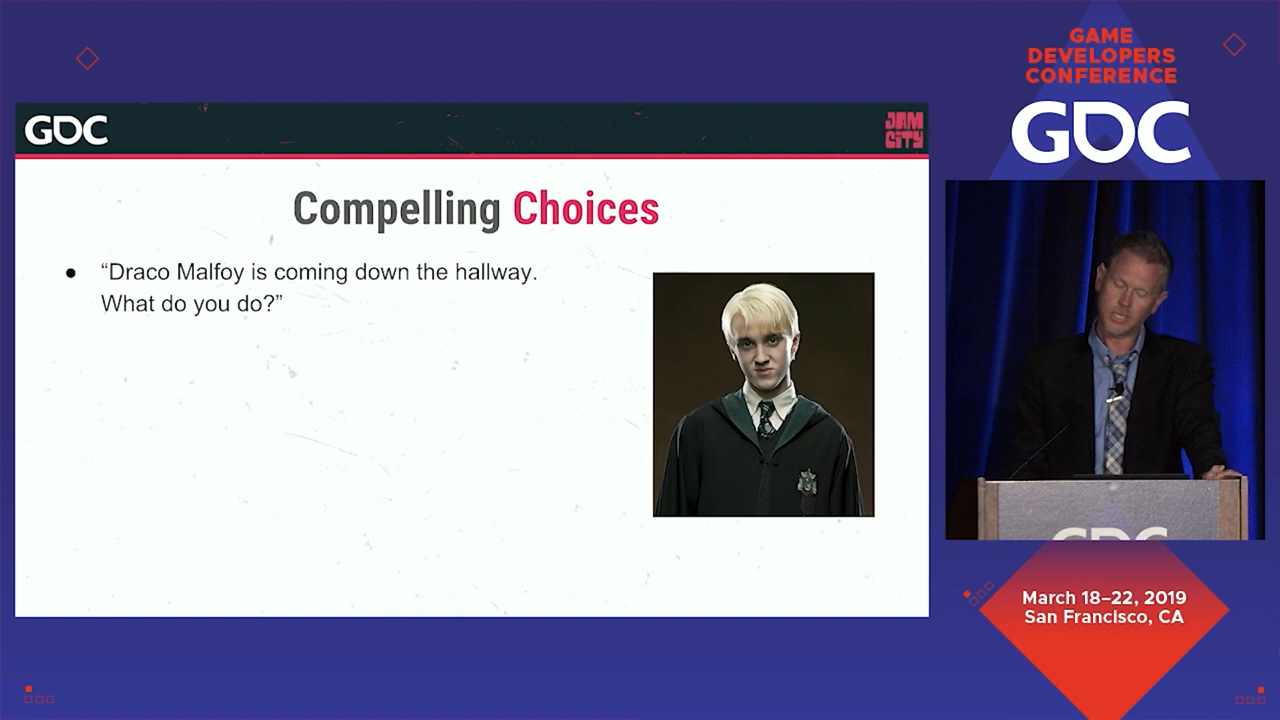 GAME
DEVELOPERS
CONFERENCE
GDC
GDC
JAM
CITY
Compelling Choices
● “Draco Malfoy is coming down the hallway.
What do you do?”
GDC
March 18–22, 2019
San Francisco, CA